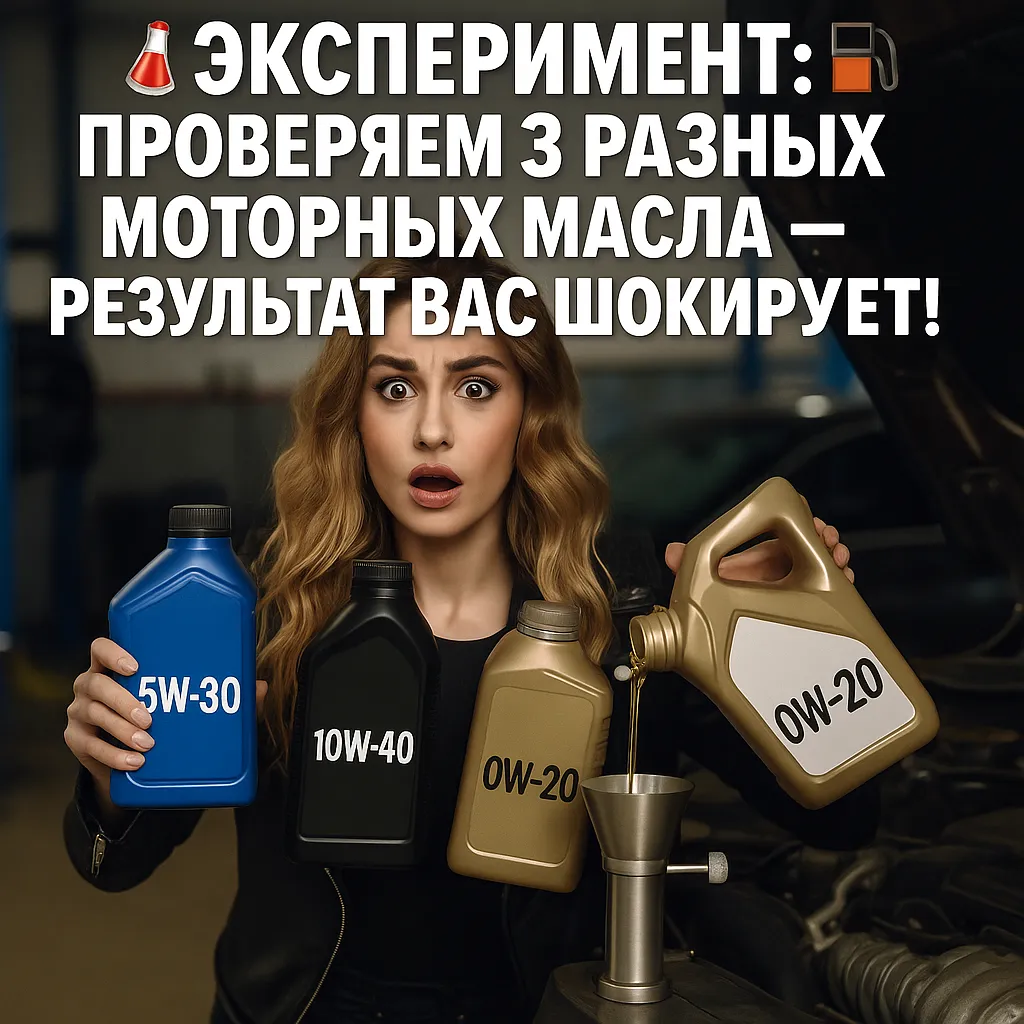 ЭКСПЕРИМЕНТ:
ПРОВЕРЯЕМ 3 РАЗНЫХ
МОТОРНЫХ МАСЛА –
РЕЗУЛЬТАТ ВАС ШОКИРУЕТ!
5W-30
10W-40
0W-20
0W-20